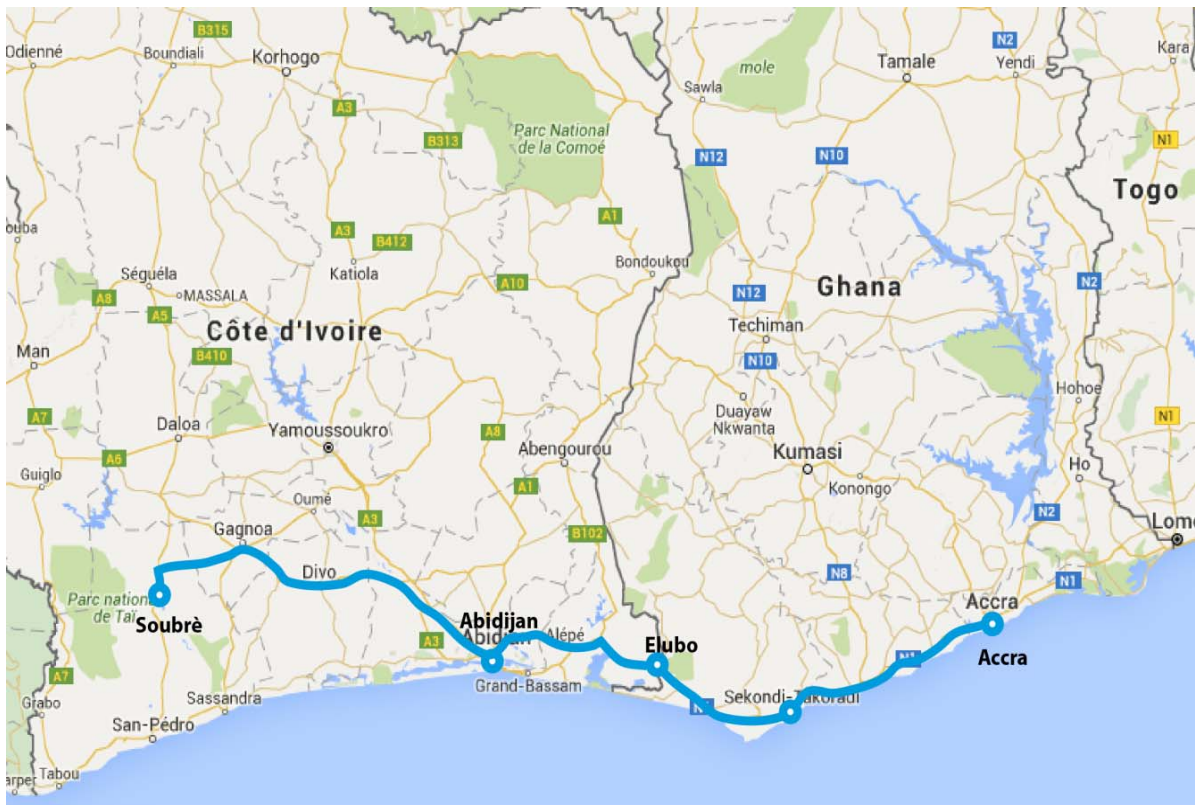 B315
N2
Odienné
Boundiali
Korhogo
Tamale
Yendi
Kara
mole
Sawla
A3
Parc National
de la Comoé
B313
N12
N10
N1
Togo
A1
A3
B412
ouba
Bondoukou
Katiola
Séguéla
MASSALA
A10
A8
N12
Ghana
N2
A5
Côte d'Ivoire
Techiman
Man
B410
N10
Hohoe
A7
Duayaw
Nkwanta
N1
Daloa
Yamoussoukro
A8
Abengourou
Kumasi
A6
Guiglo
Konongo
Ho
Oumé
A1
A3
N2
Gagnoa
B102
Lomé
Divo
N8
N1
Parc nation
de Taï
Soubrè
Accra
Abidijan
Abidjan
Alépé
A3
Elubo
Accra
N1
A7
Grand-Bassam
Sassandra
Sekondi-Takoradi
Grabo
San-Pédro
Tabou
arper